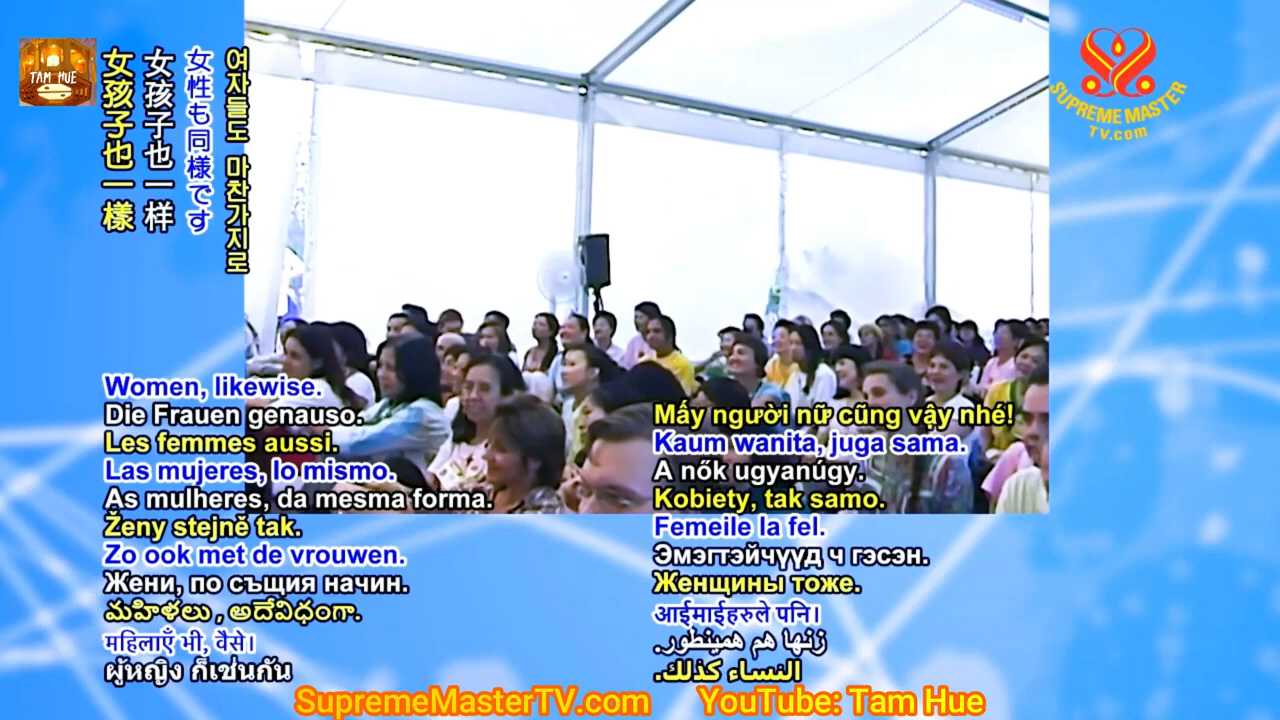 TAM HUE
女孩子也一樣
女孩子也一样
女性も同様です
여자들도 마찬가지로
SUPREME MASTER
TV.com
Women, likewise.
Die Frauen genauso.
Les femmes aussi.
Las mujeres, lo mismo.
As mulheres, da mesma forma.
Ženy stejně tak.
Zo ook met de vrouwen.
Жени, по същия начин.
మహిళలు, అదేవిధంగా.
महिलाएँ भी, वैसे।
ผู้หญิง ก็เช่นกัน
Mấy người nữ cũng vậy nhé!
Kaum wanita, juga sama.
A nők ugyanúgy.
Kobiety, tak samo.
Femeile la fel.
Эмэгтэйчүүд ч гэсэн.
Женщины тоже.
आईमाईहरुले पनि।
زنها هم همینطور.
النساء كذلك.
SupremeMasterTV.com
YouTube: Tam Hue